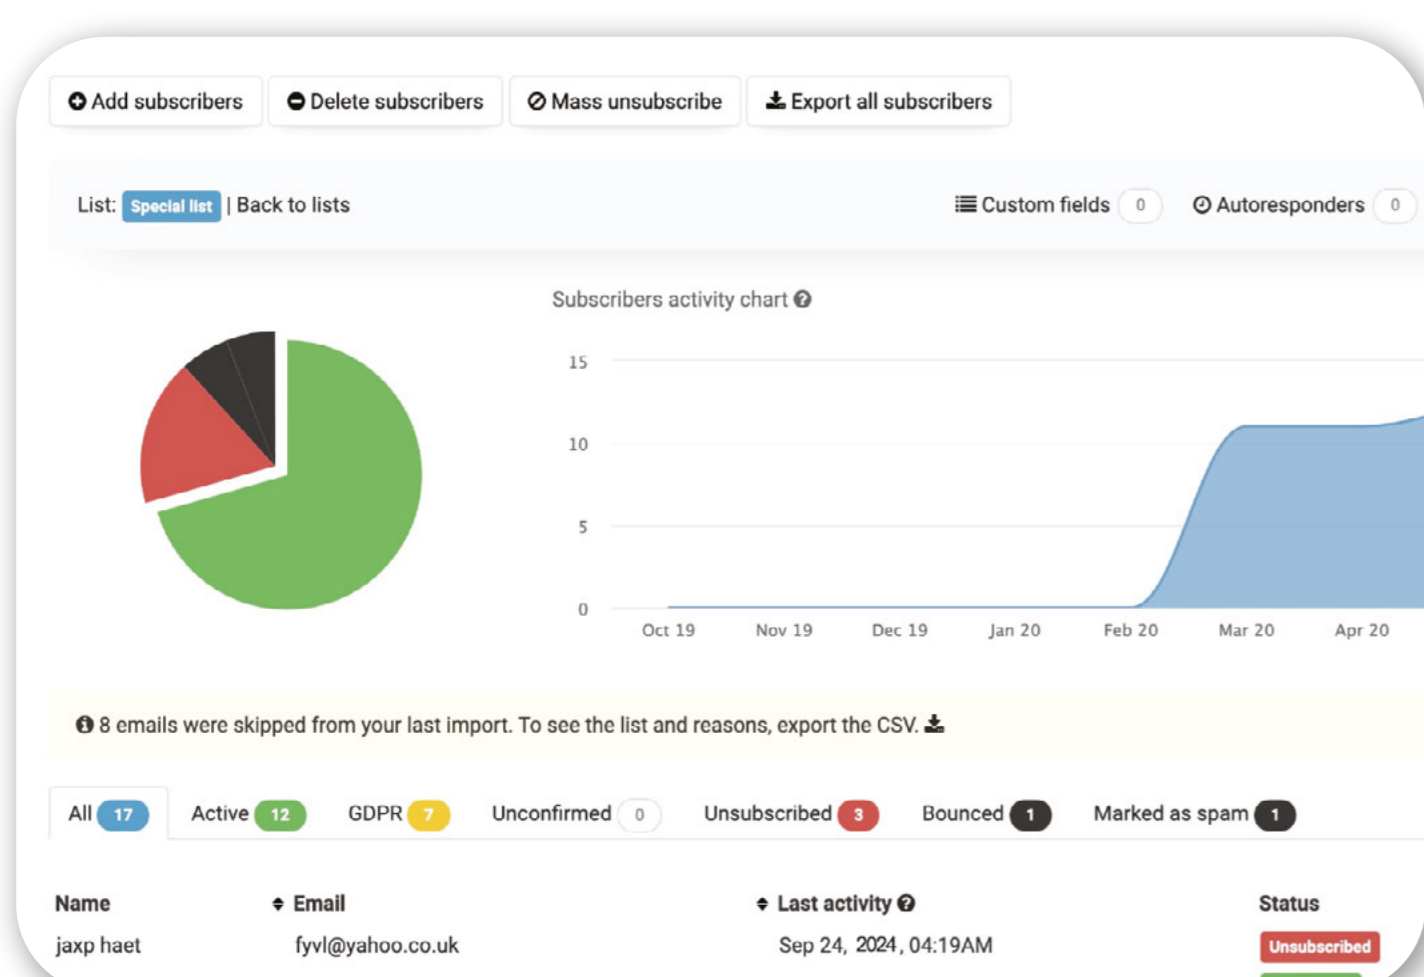 Add subscribers Delete subscribers Mass unsubscribe Export all subscribers
List: Special list | Back to lists Custom fields 0 Autoresponders 0
Subscribers activity chart
15
10
5
0
Oct 19 Nov 19 Dec 19 Jan 20 Feb 20 Mar 20 Apr 20
8 emails were skipped from your last import. To see the list and reasons, export the CSV.
All 17 Active 12 GDPR 7 Unconfirmed 0 Unsubscribed 3 Bounced 1 Marked as spam 1
Name Email Last activity Status
jaxp haet fyvl@yahoo.co.uk Sep 24, 2024, 04:19AM Unsubscribed